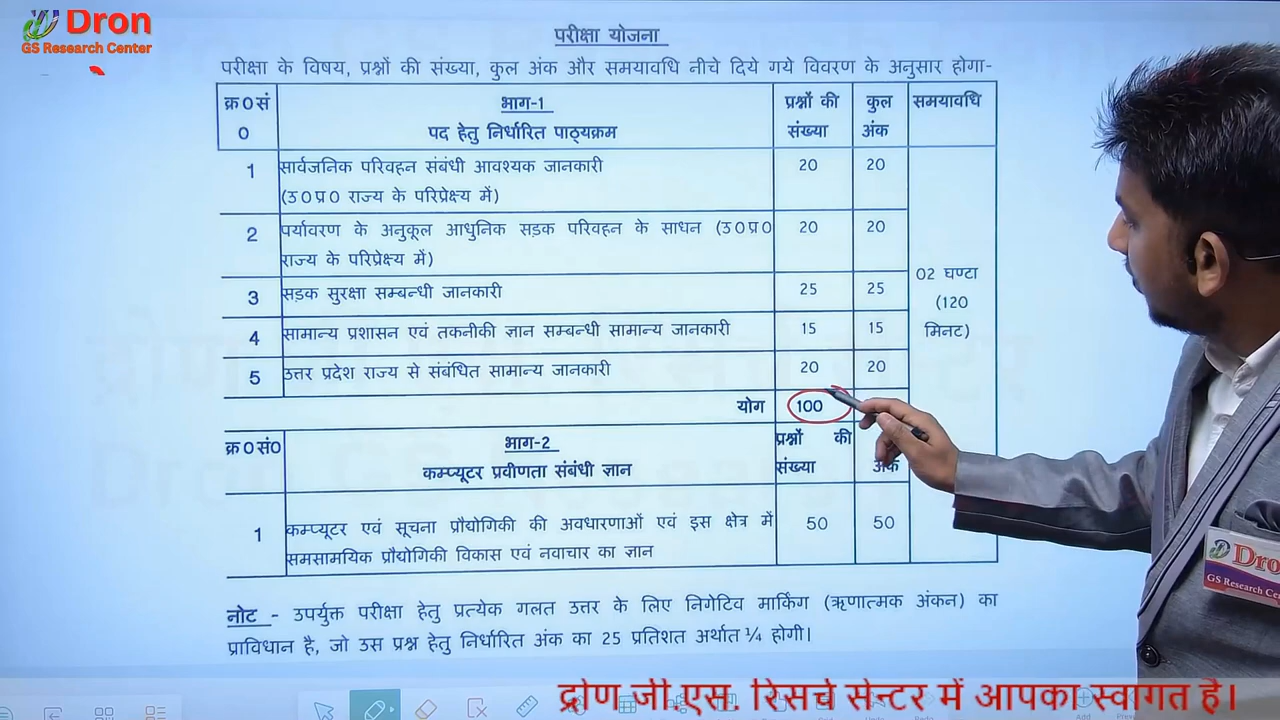 Dron
GS Research Center
परीक्षा योजना
परीक्षा के विषय, प्रश्नों की संख्या, कुल अंक और समयावधि नीचे दिये गये विवरण के अनुसार होगा-
क्र0सं0 भाग-1 पद हेतु निर्धारित पाठ्यक्रम प्रश्नों की संख्या कुल अंक समयावधि
1 सार्वजनिक परिवहन संबंधी आवश्यक जानकारी 20 20
(उ0प्र0 राज्य के परिप्रेक्ष्य में)
2 पर्यावरण के अनुकूल आधुनिक सड़क परिवहन के साधन (उ0प्र0 20 20
राज्य के परिप्रेक्ष्य में)
02 घण्टा
(120
मिनट)
3 सड़क सुरक्षा सम्बन्धी जानकारी 25 25
4 सामान्य प्रशासन एवं तकनीकी ज्ञान सम्बन्धी सामान्य जानकारी 15 15
5 उत्तर प्रदेश राज्य से संबंधित सामान्य जानकारी 20 20
योग 100
क्र0सं0 भाग-2 प्रश्नों की
कम्प्यूटर प्रवीणता संबंधी ज्ञान संख्या अंक
1 कम्प्यूटर एवं सूचना प्रौद्योगिकी की अवधारणाओं एवं इस क्षेत्र में 50 50
समसामयिक प्रौद्योगिकी विकास एवं नवाचार का ज्ञान
नोट - उपर्युक्त परीक्षा हेतु प्रत्येक गलत उत्तर के लिए निगेटिव मार्किंग (ऋणात्मक अंकन) का
प्राविधान है, जो उस प्रश्न हेतु निर्धारित अंक का 25 प्रतिशत अर्थात ¼ होगी।
Dro
GS Research Ce
द्रोण जी.एस. रिसर्च सेन्टर में आपका स्वागत है।